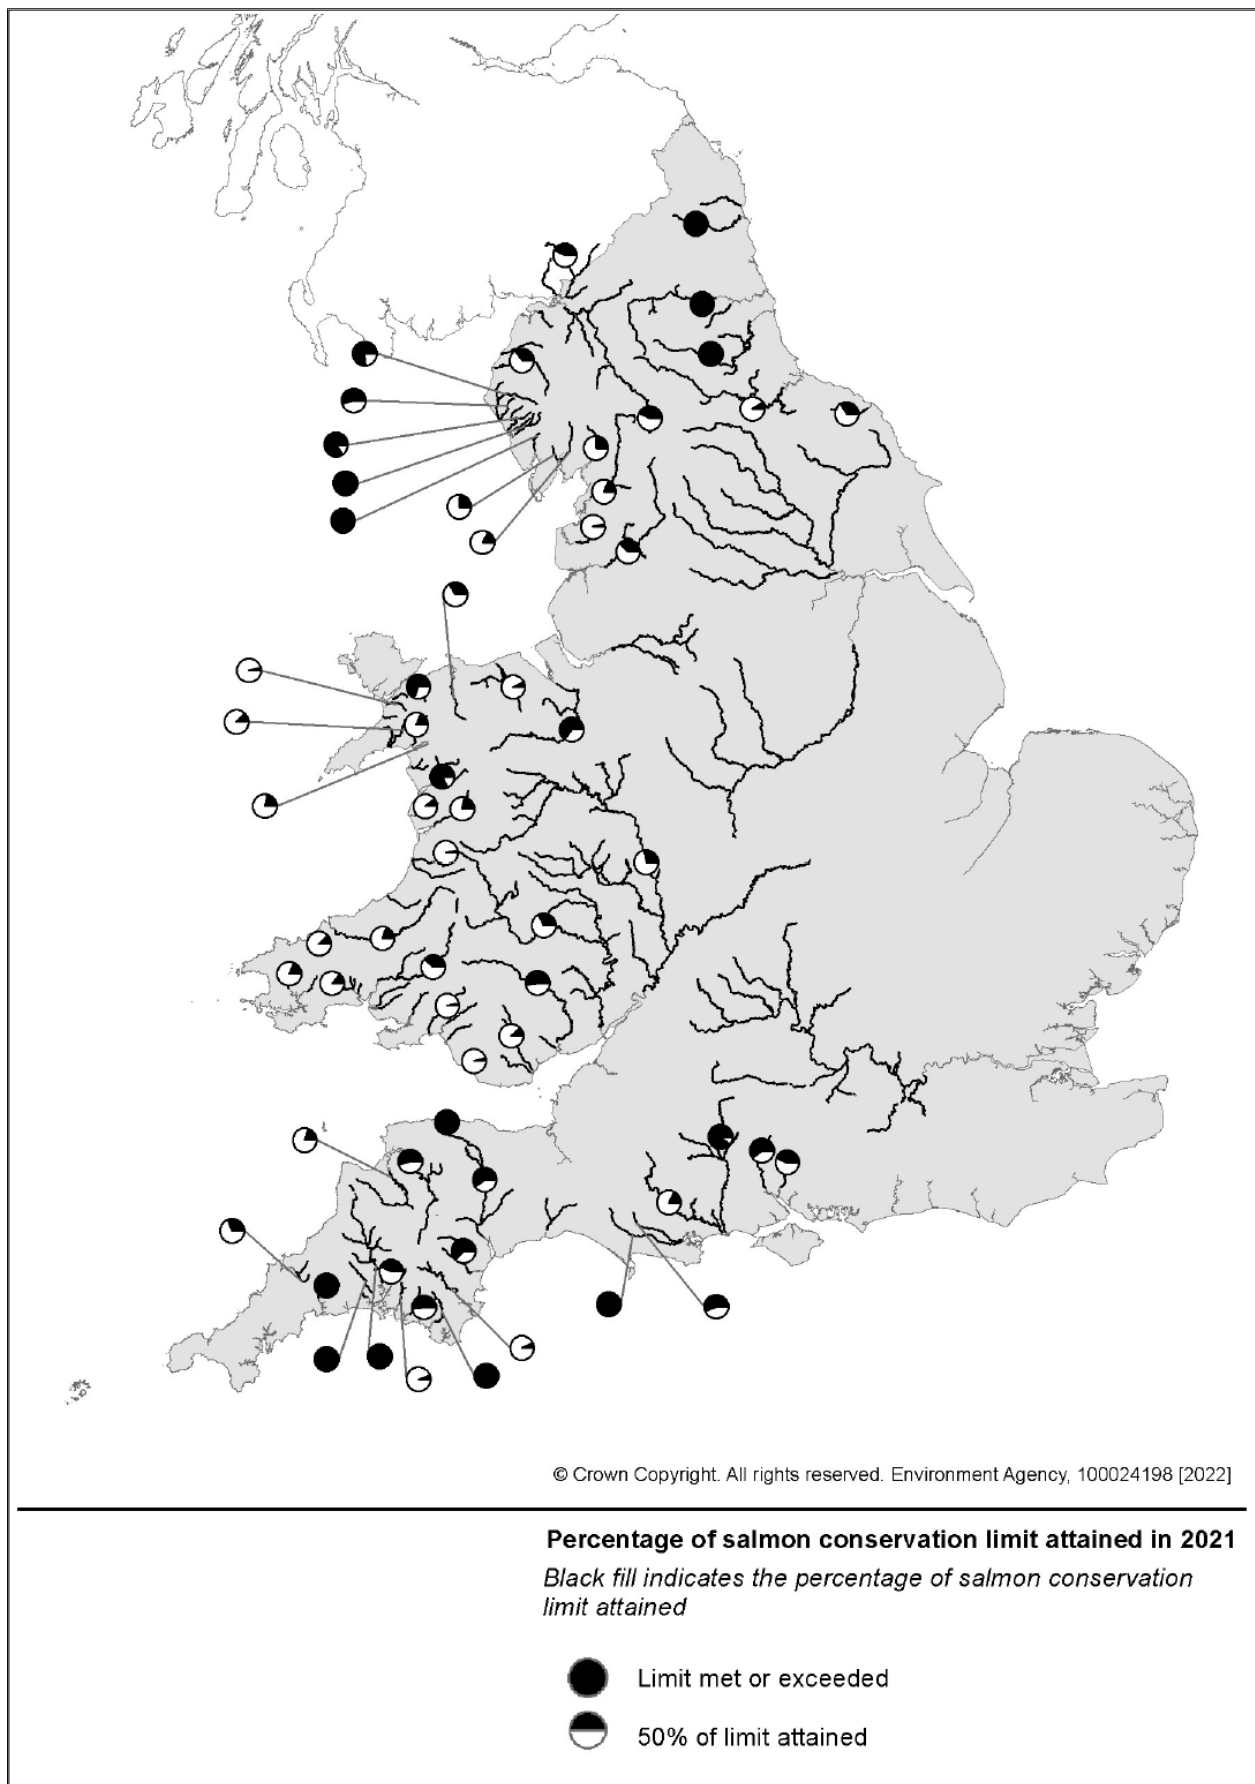 © Crown Copyright. All rights reserved. Environment Agency, 100024198 [2022]
Percentage of salmon conservation limit attained in 2021
Black fill indicates the percentage of salmon conservation
limit attained
Limit met or exceeded
50% of limit attained